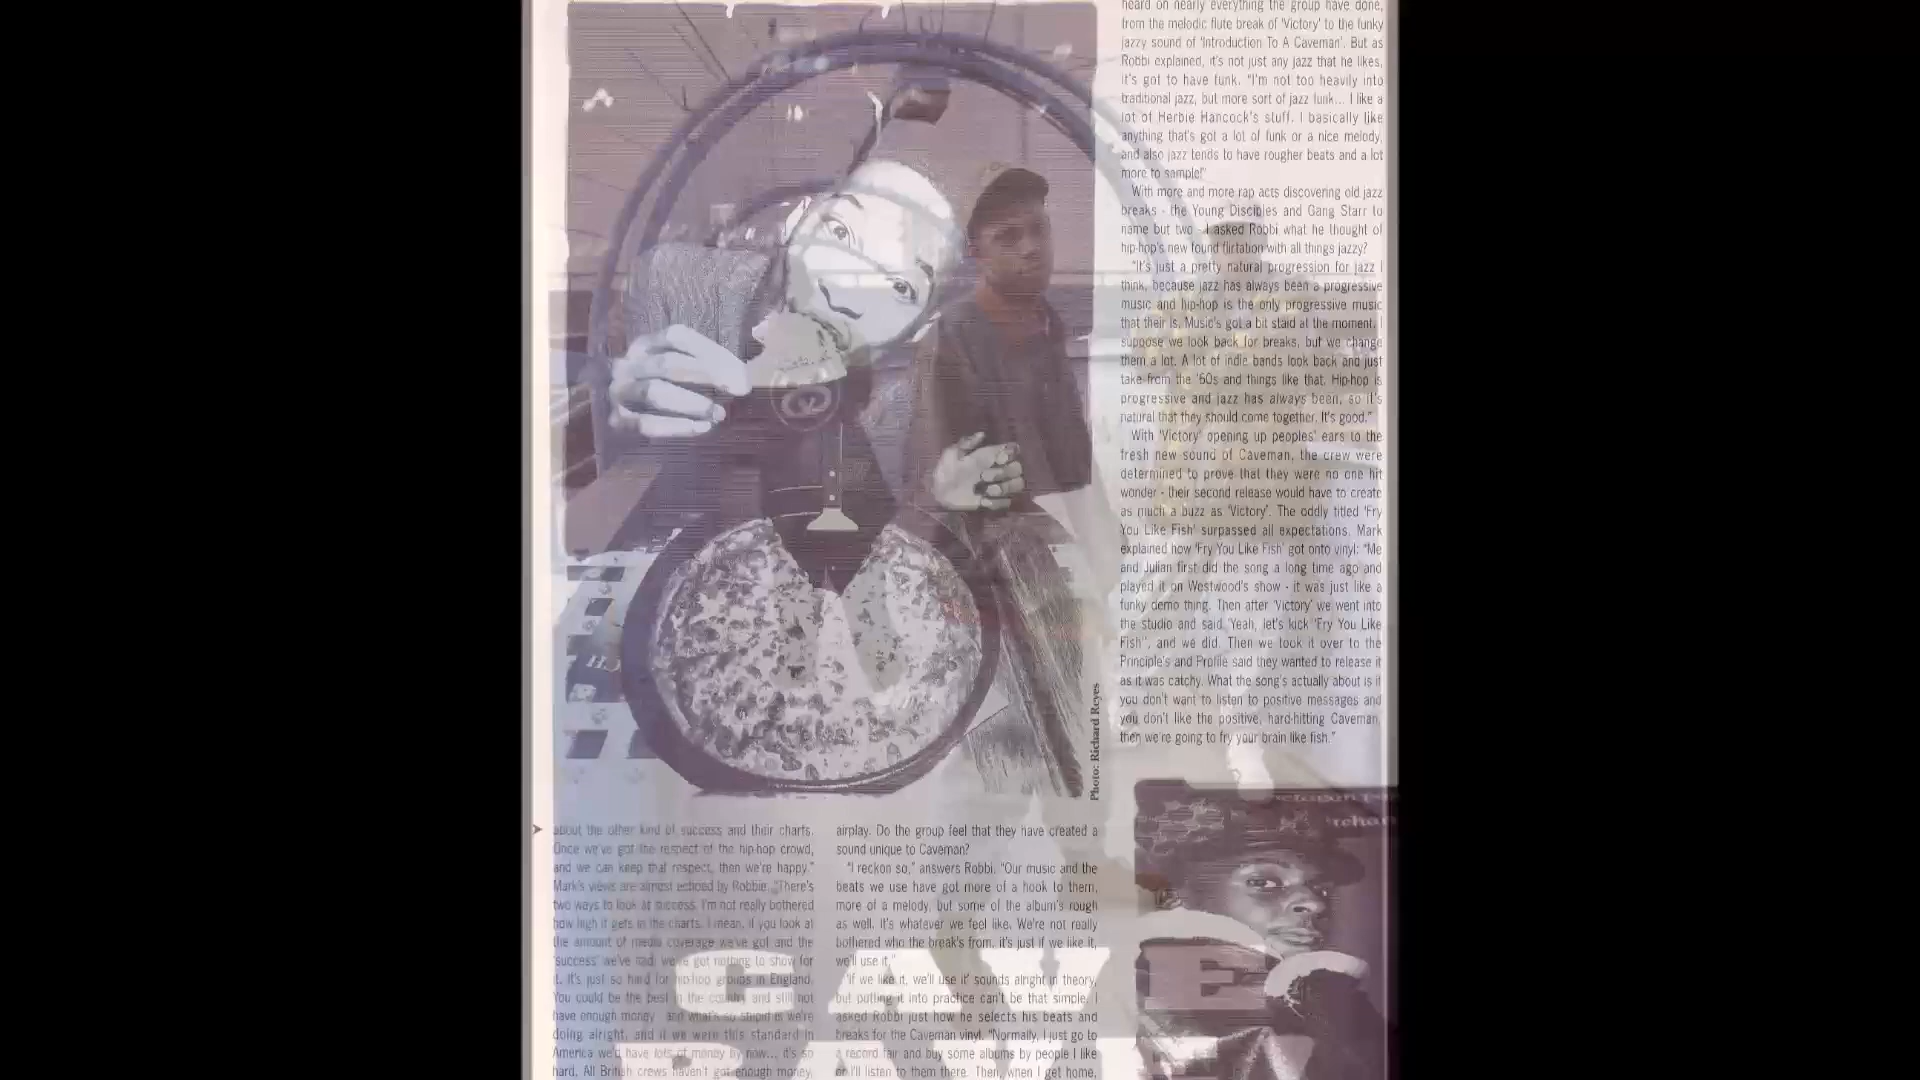 heard on nearly everything the group have done,
from the melodic flute break of 'Victory' to the funky
jazzy sound of 'Introduction To A Caveman'. But as
Robbi explained, it's not just any jazz that he likes,
it's got to have funk. "I'm not too heavily into
traditional jazz, but more sort of jazz funk... I like a
lot of Herbie Hancock's stuff. I basically like
anything that's got a lot of funk or a nice melody,
and also jazz tends to have rougher beats and a lot
more to sample!"
With more and more rap acts discovering old jazz
breaks - the Young Disciples and Gang Starr to
name but two - I asked Robbi what he thought of
hip-hop's new found flirtation with all things jazzy?
"It's just a pretty natural progression for jazz I
think, because jazz has always been a progressive
music and hip-hop is the only progressive music
that their is. Music's got a bit staid at the moment. I
suppose we look back for breaks, but we change
them a lot. A lot of indie bands look back and just
take from the '60s and things like that. Hip-hop is
progressive and jazz has always been, so it's
natural that they should come together. It's good."
With 'Victory' opening up peoples' ears to the
fresh new sound of Caveman, the crew were
determined to prove that they were no one hit
wonder - their second release would have to create
as much a buzz as 'Victory'. The oddly titled 'Fry
You Like Fish' surpassed all expectations. Mark
explained how 'Fry You Like Fish' got onto vinyl: "Me
and Julian first did the song a long time ago and
played it on Westwood's show - it was just like a
funky demo thing. Then after 'Victory' we went into
the studio and said 'Yeah, let's fuck 'Fry You Like
Fish'', and we did. Then we took it over to the
Principle's and Profile said they wanted to release it
as it was catchy. What the song's actually about is if
you don't want to listen to positive messages and
you don't like the positive, hard-hitting Caveman,
then we're going to fry your brain like fish."
Photo: Richard Reyes
about the other kind of success and their charts.
Once we've got the respect of the hip-hop crowd,
and we can keep that respect, then we're happy."
Mark's views are almost echoed by Robbie. "There's
two ways to look at success. I'm not really bothered
how high it gets in the charts. I mean, if you look at
the amount of media coverage we've got and the
'success' we've had, we've got nothing to show for
it. It's just so hard for hip-hop groups in England.
You could be the best in the country and still not
have enough money and what's so stupid is we're
doing alright, and if we were this standard in
America we'd have lots of money by now... it's so
hard. All British crews haven't got enough money,
airplay. Do the group feel that they have created a
sound unique to Caveman?
"I reckon so," answers Robbi. "Our music and the
beats we use have got more of a hook to them,
more of a melody, but some of the album's rough
as well. It's whatever we feel like. We're not really
bothered who the break's from, it's just if we like it,
we'll use it."
'If we like it, we'll use it' sounds alright in theory,
but putting it into practice can't be that simple. I
asked Robbi just how he selects his beats and
breaks for the Caveman vinyl. "Normally, I just go to
a record fair and buy some albums by people I like
or I'll listen to them there. Then, when I get home,
CAVE